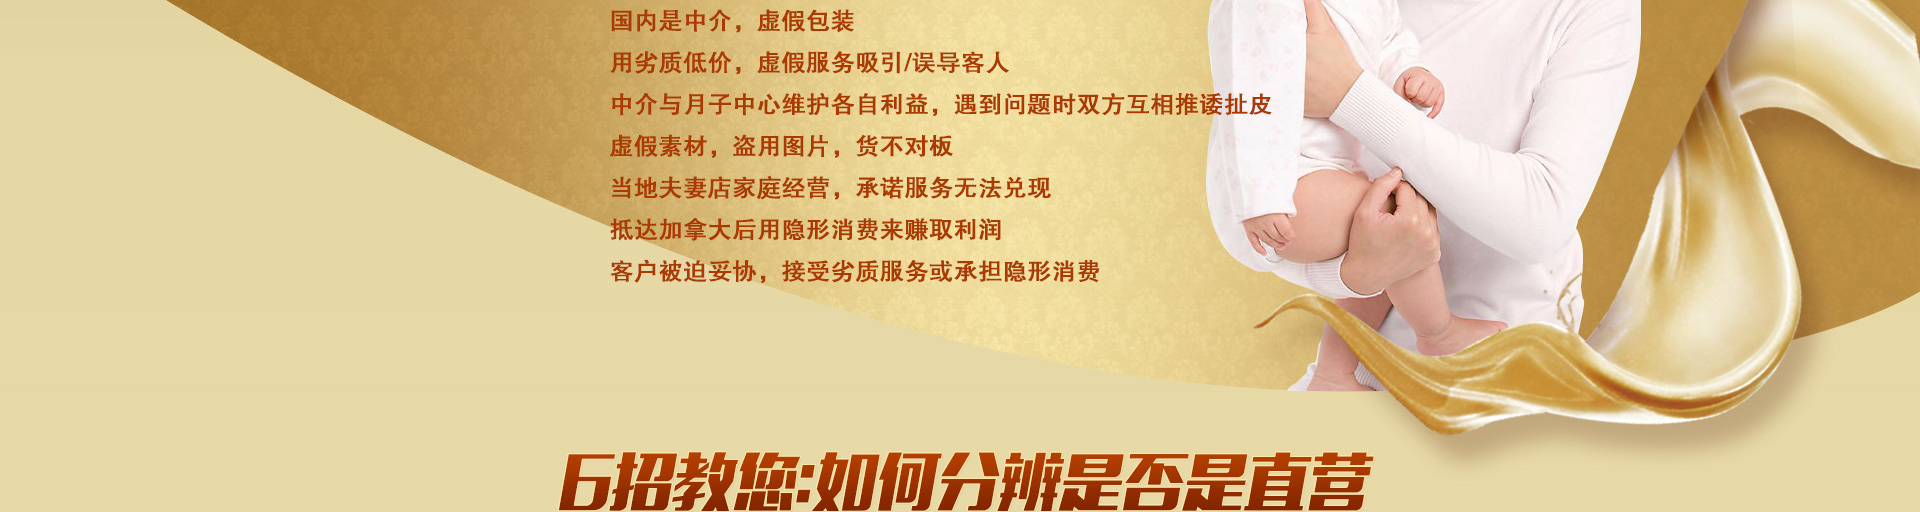 国内是中介，虚假包装
用劣质低价，虚假服务吸引/误导客人
中介与月子中心维护各自利益，遇到问题时双方互相推诿扯皮
虚假素材，盗用图片，货不对板
当地夫妻店家庭经营，承诺服务无法兑现
抵达加拿大后用隐形消费来赚取利润
客户被迫妥协，接受劣质服务或承担隐形消费
6招教您:如何分辨是否是直营